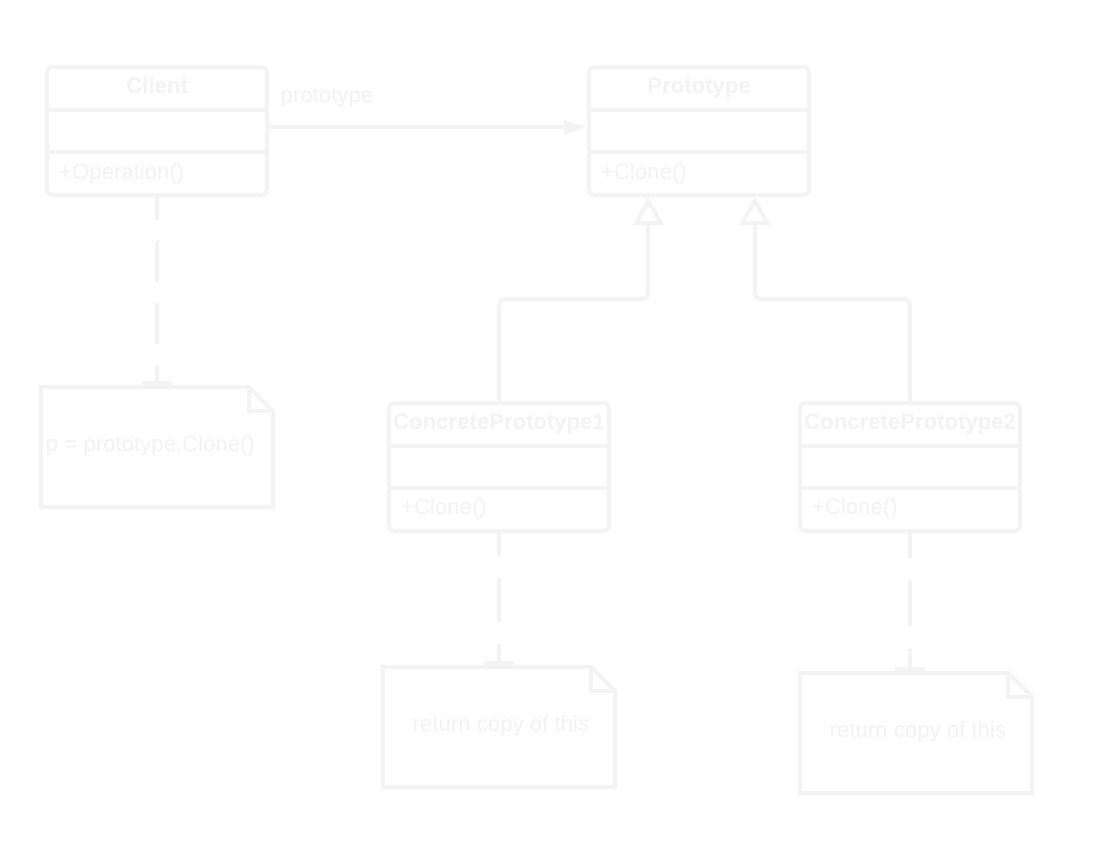 Client
prototype
Prototype
+Operation()
+Clone()
p = prototype.Clone()
ConcretePrototype1
ConcretePrototype2
+Clone()
+Clone()
return copy of this
return copy of this